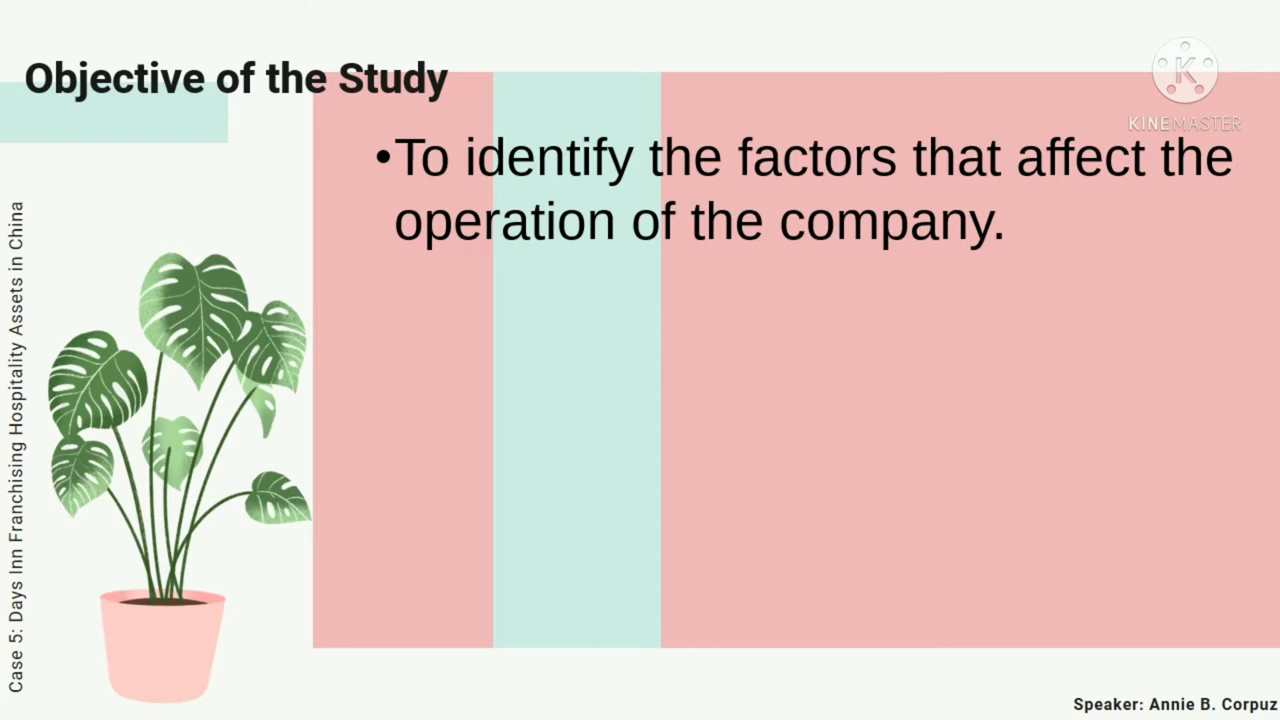 Objective of the Study
K
KINEMASTER
•To identify the factors that affect the
operation of the company.
Case 5: Days Inn Franchising Hospitality Assets in China
Speaker: Annie B. Corpuz